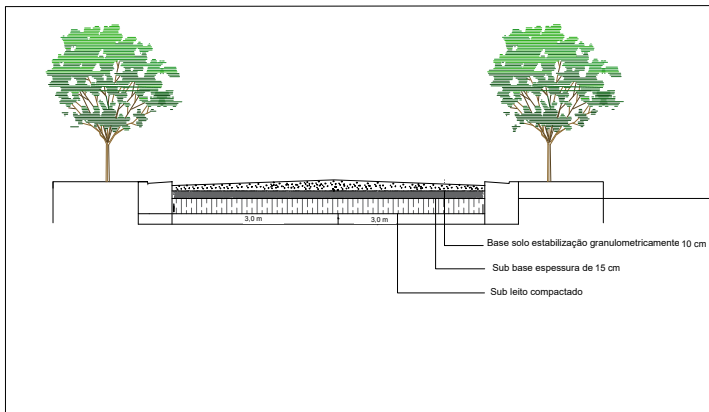 3,0 m 3,0 m
Base solo estabilização granulometricamente 10 cm
Sub base espessura de 15 cm
Sub leito compactado